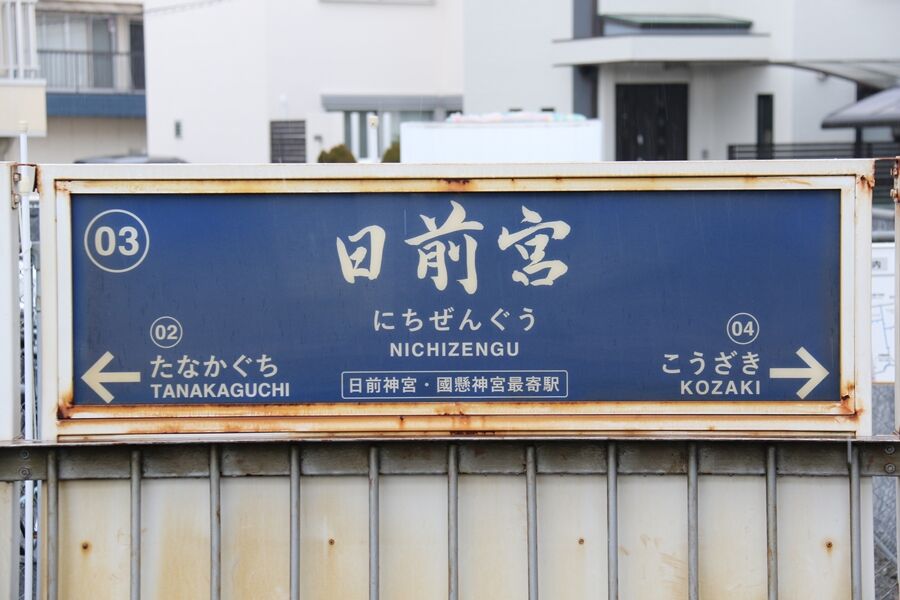 03
日前宮
にちぜんぐう
NICHIZENGU
02
たなかぐち
TANAKAGUCHI
日前神宮・國懸神宮最寄駅
04
こうざき
KOZAKI